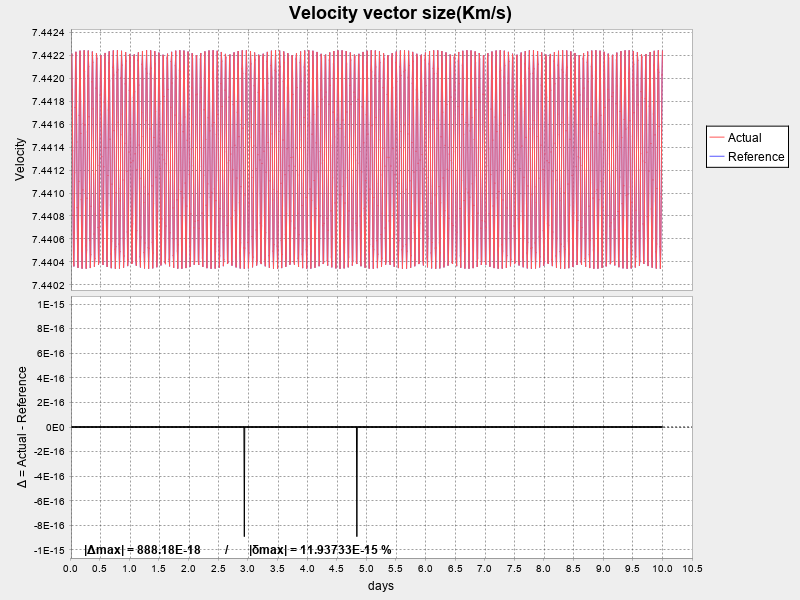 Velocity vector size(Km/s)
7.4424
7.4422
7.4420
7.4418
7.4416
7.4414
7.4412
7.4410
7.4408
7.4406
7.4404
7.4402
Velocity
Actual
Reference
1E-15
8E-16
6E-16
4E-16
2E-16
0E0
-2E-16
-4E-16
-6E-16
-8E-16
-1E-15
Δ = Actual - Reference
|Δmax| = 888.18E-18 / |δmax| = 11.93733E-15 %
0.0 0.5 1.0 1.5 2.0 2.5 3.0 3.5 4.0 4.5 5.0 5.5 6.0 6.5 7.0 7.5 8.0 8.5 9.0 9.5 10.0 10.5
days